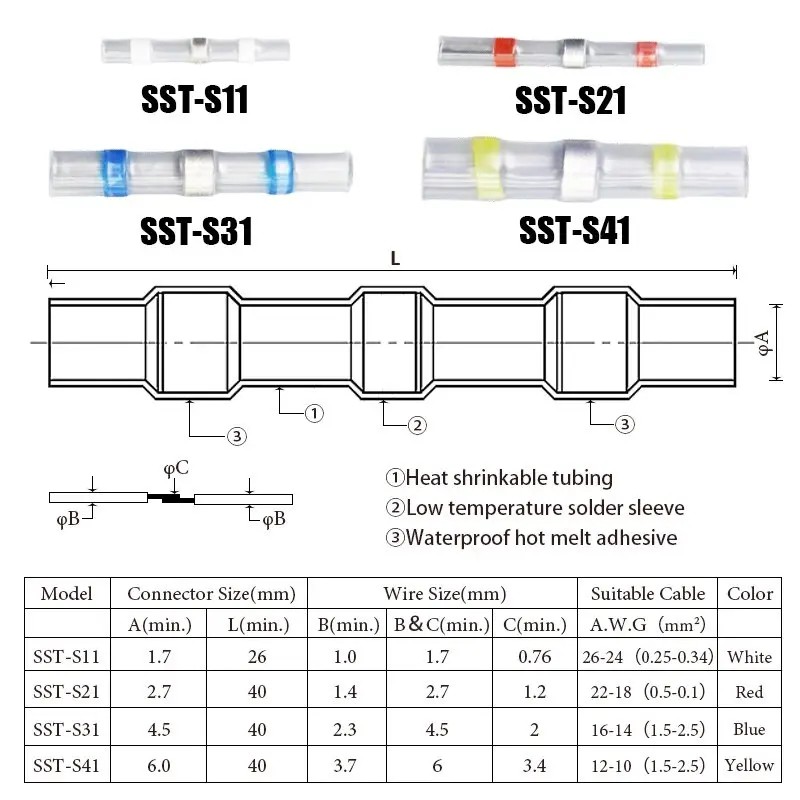 SST-S11
SST-S21
SST-S31
SST-S41
L
φA
①
③
②
③
φC
φB
φB
①Heat shrinkable tubing
②Low temperature solder sleeve
③Waterproof hot melt adhesive
Model Connector Size(mm) Wire Size(mm) Suitable Cable Color
A(min.) L(min.) B(min.) B&C(min.) C(min.) A.W.G (mm²)
SST-S11 1.7 26 1.0 1.7 0.76 26-24 (0.25-0.34) White
SST-S21 2.7 40 1.4 2.7 1.2 22-18 (0.5-0.1) Red
SST-S31 4.5 40 2.3 4.5 2 16-14 (1.5-2.5) Blue
SST-S41 6.0 40 3.7 6 3.4 12-10 (1.5-2.5) Yellow